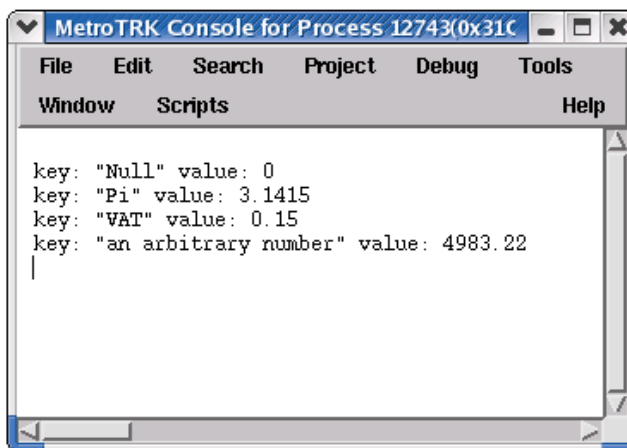 MetroTRK Console for Process 12743(0x31C
File Edit Search Project Debug Tools
Window Scripts Help
key: "Null" value: 0
key: "Pi" value: 3.1415
key: "VAT" value: 0.15
key: "an arbitrary number" value: 4983.22